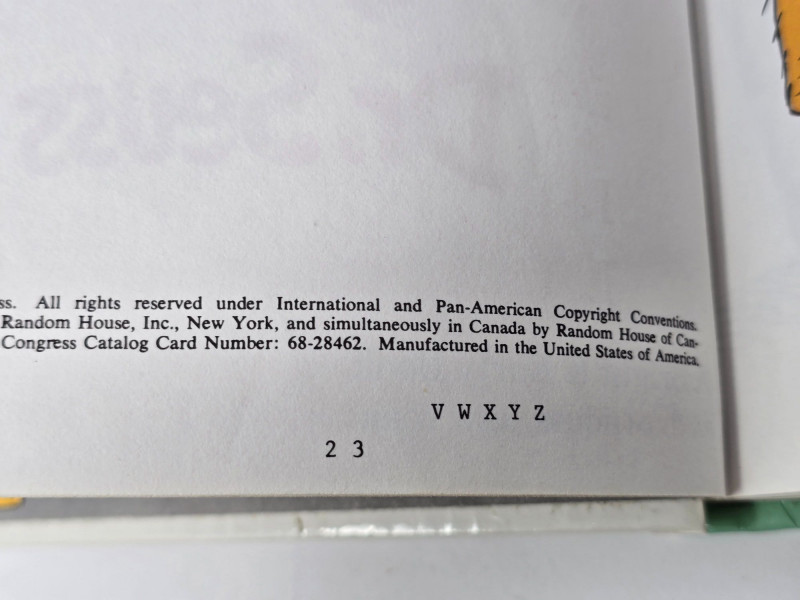 ss. All rights reserved under International and Pan-American Copyright Conventions.
Random House, Inc., New York, and simultaneously in Canada by Random House of Can-
Congress Catalog Card Number: 68-28462. Manufactured in the United States of America.
V W X Y Z
2 3